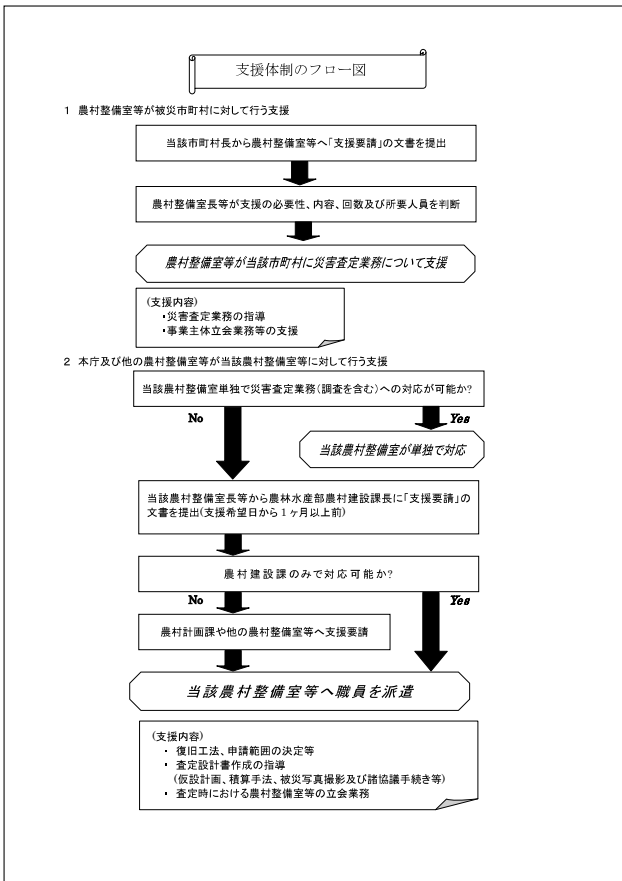 支援体制のフロー図
1 農村整備室等が被災市町村に対して行う支援
当該市町村長から農村整備室等へ「支援要請」の文書を提出
農村整備室長等が支援の必要性、内容、回数及び所要人員を判断
農村整備室等が当該市町村に災害査定業務について支援
(支援内容)
・災害査定業務の指導
・事業主体立会業務等の支援
2 本庁及び他の農村整備室等が当該農村整備室等に対して行う支援
当該農村整備室単独で災害査定業務(調査を含む)への対応が可能か?
No
Yes
当該農村整備室が単独で対応
当該農村整備室長等から農林水産部農村建設課長に「支援要請」の
文書を提出(支援希望日から1ヶ月以上前)
農村建設課のみで対応可能か?
No
Yes
農村計画課や他の農村整備室等へ支援要請
当該農村整備室等へ職員を派遣
(支援内容)
・ 復旧工法、申請範囲の決定等
・ 査定設計書作成の指導
(仮設計画、積算手法、被災写真撮影及び諸協議手続き等)
・ 査定時における農村整備室等の立会業務